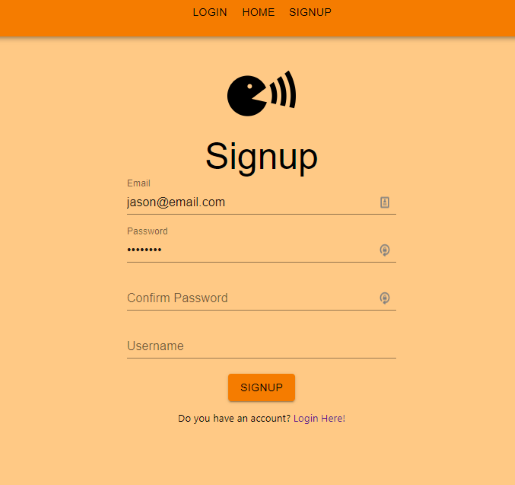 LOGIN HOME SIGNUP
Signup
Email
jason@email.com
Password
••••••••
Confirm Password
Username
SIGNUP
Do you have an account? Login Here!